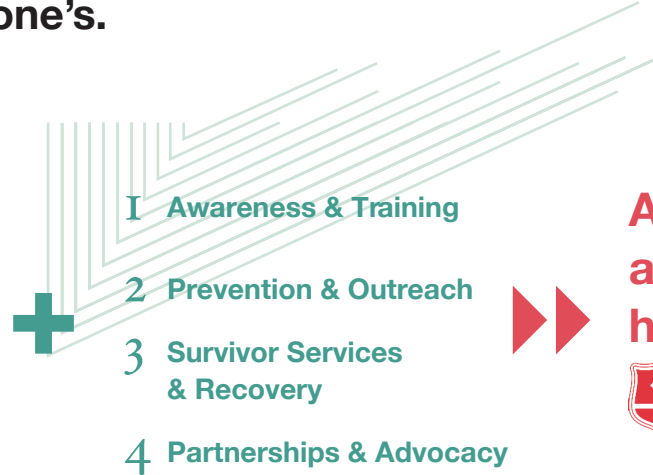 one's.
1 Awareness & Training
2 Prevention & Outreach
3 Survivor Services
& Recovery
4 Partnerships & Advocacy
A
a
h